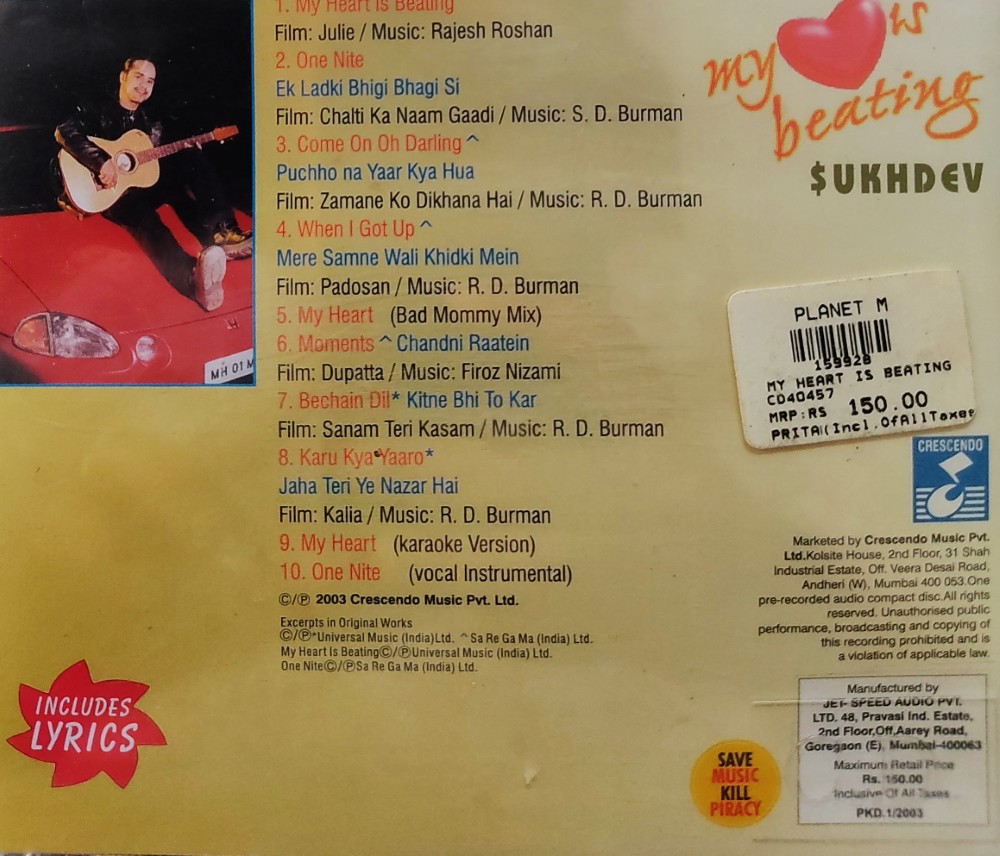 1. My Heart Is Beating
Film: Julie / Music: Rajesh Roshan
2. One Nite
Ek Ladki Bhigi Bhagi Si
Film: Chalti Ka Naam Gaadi / Music: S. D. Burman
3. Come On Oh Darling ^
Puchho na Yaar Kya Hua
Film: Zamane Ko Dikhana Hai / Music: R. D. Burman
4. When I Got Up ^
Mere Samne Wali Khidki Mein
Film: Padosan / Music: R. D. Burman
5. My Heart (Bad Mommy Mix)
6. Moments ^ Chandni Raatein
Film: Dupatta / Music: Firoz Nizami
7. Bechain Dil* Kitne Bhi To Kar
Film: Sanam Teri Kasam / Music: R. D. Burman
8. Karu Kya Yaaro*
Jaha Teri Ye Nazar Hai
Film: Kalia / Music: R. D. Burman
9. My Heart (karaoke Version)
10. One Nite (vocal Instrumental)
©/℗ 2003 Crescendo Music Pvt. Ltd.
Excerpts in Original Works
©/℗*Universal Music (India)Ltd. ^Sa Re Ga Ma (India) Ltd.
My Heart Is Beating©/℗Universal Music (India) Ltd.
One Nite©/℗Sa Re Ga Ma (India) Ltd.
MH 01 M
INCLUDES
LYRICS
my is
beating
$UKHDEV
PLANET M
159928
MY HEART IS BEATING
CD40457
MRP:RS 150.00
PRITA((Incl.OfAllTaxes
CRESCENDO
Marketed by Crescendo Music Pvt.
Ltd.Kolsite House, 2nd Floor, 31 Shah
Industrial Estate, Off. Veera Desai Road,
Andheri (W), Mumbai 400 053.One
pre-recorded audio compact disc.All rights
reserved. Unauthorised public
performance, broadcasting and copying of
this recording prohibited and is
a violation of applicable law.
SAVE
MUSIC
KILL
PIRACY
Manufactured by
JET- SPEED AUDIO PVT.
LTD. 48, Pravasi Ind. Estate,
2nd Floor,Off,Aarey Road,
Goregaon (E), Mumbai-400063
Maximum Retail Price
Rs. 150.00
Inclusive Of All Taxes
PKD.1/2003